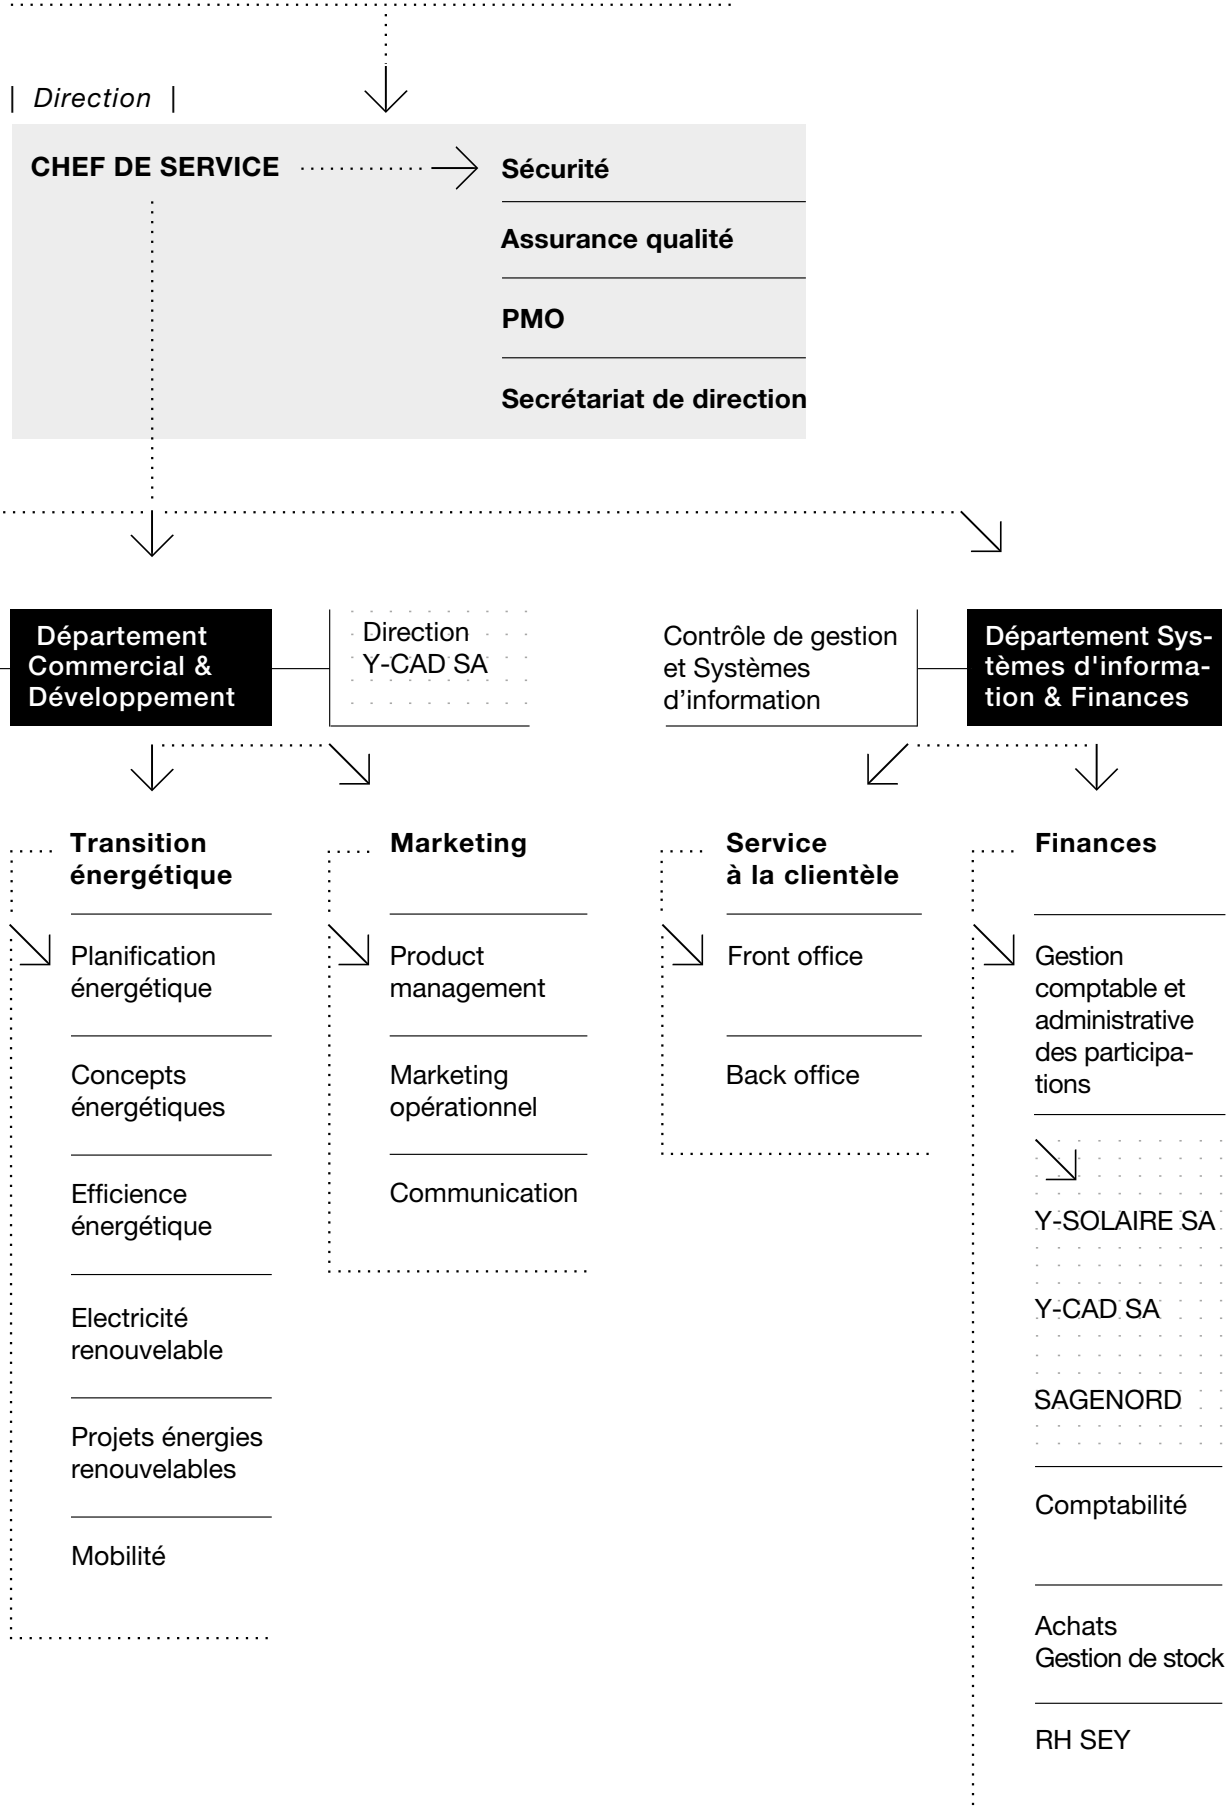 | Direction |
CHEF DE SERVICE
Sécurité
Assurance qualité
PMO
Secrétariat de direction
Département
Commercial &
Développement
Direction
Y-CAD SA
Contrôle de gestion
et Systèmes
d’information
Département Sys-
tèmes d'informa-
tion & Finances
Transition
énergétique
Planification
énergétique
Concepts
énergétiques
Efficience
énergétique
Electricité
renouvelable
Projets énergies
renouvelables
Mobilité
Marketing
Product
management
Marketing
opérationnel
Communication
Service
à la clientèle
Front office
Back office
Finances
Gestion
comptable et
administrative
des participa-
tions
Y-SOLAIRE SA
Y-CAD SA
SAGENORD
Comptabilité
Achats
Gestion de stock
RH SEY